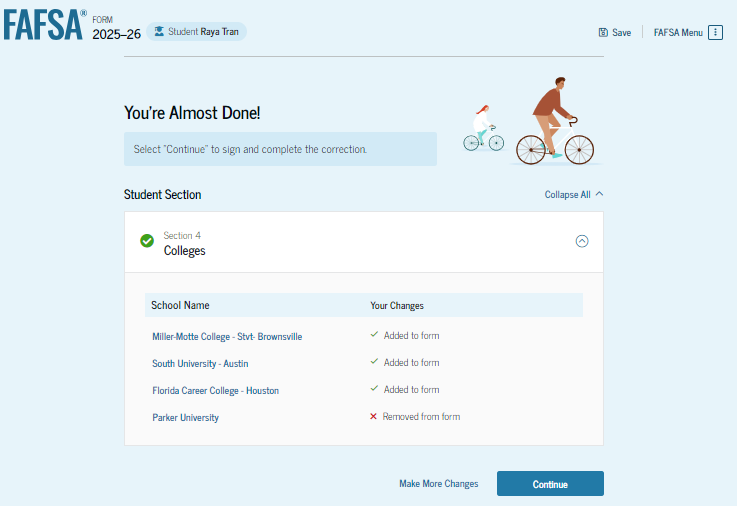 FAFSA® FORM
2025–26
Student Raya Tran
Save
FAFSA Menu
You're Almost Done!
Select "Continue" to sign and complete the correction.
Student Section
Collapse All
Section 4
Colleges
School Name
Your Changes
Miller-Motte College - Stvt- Brownsville
Added to form
South University - Austin
Added to form
Florida Career College - Houston
Added to form
Parker University
Removed from form
Make More Changes
Continue